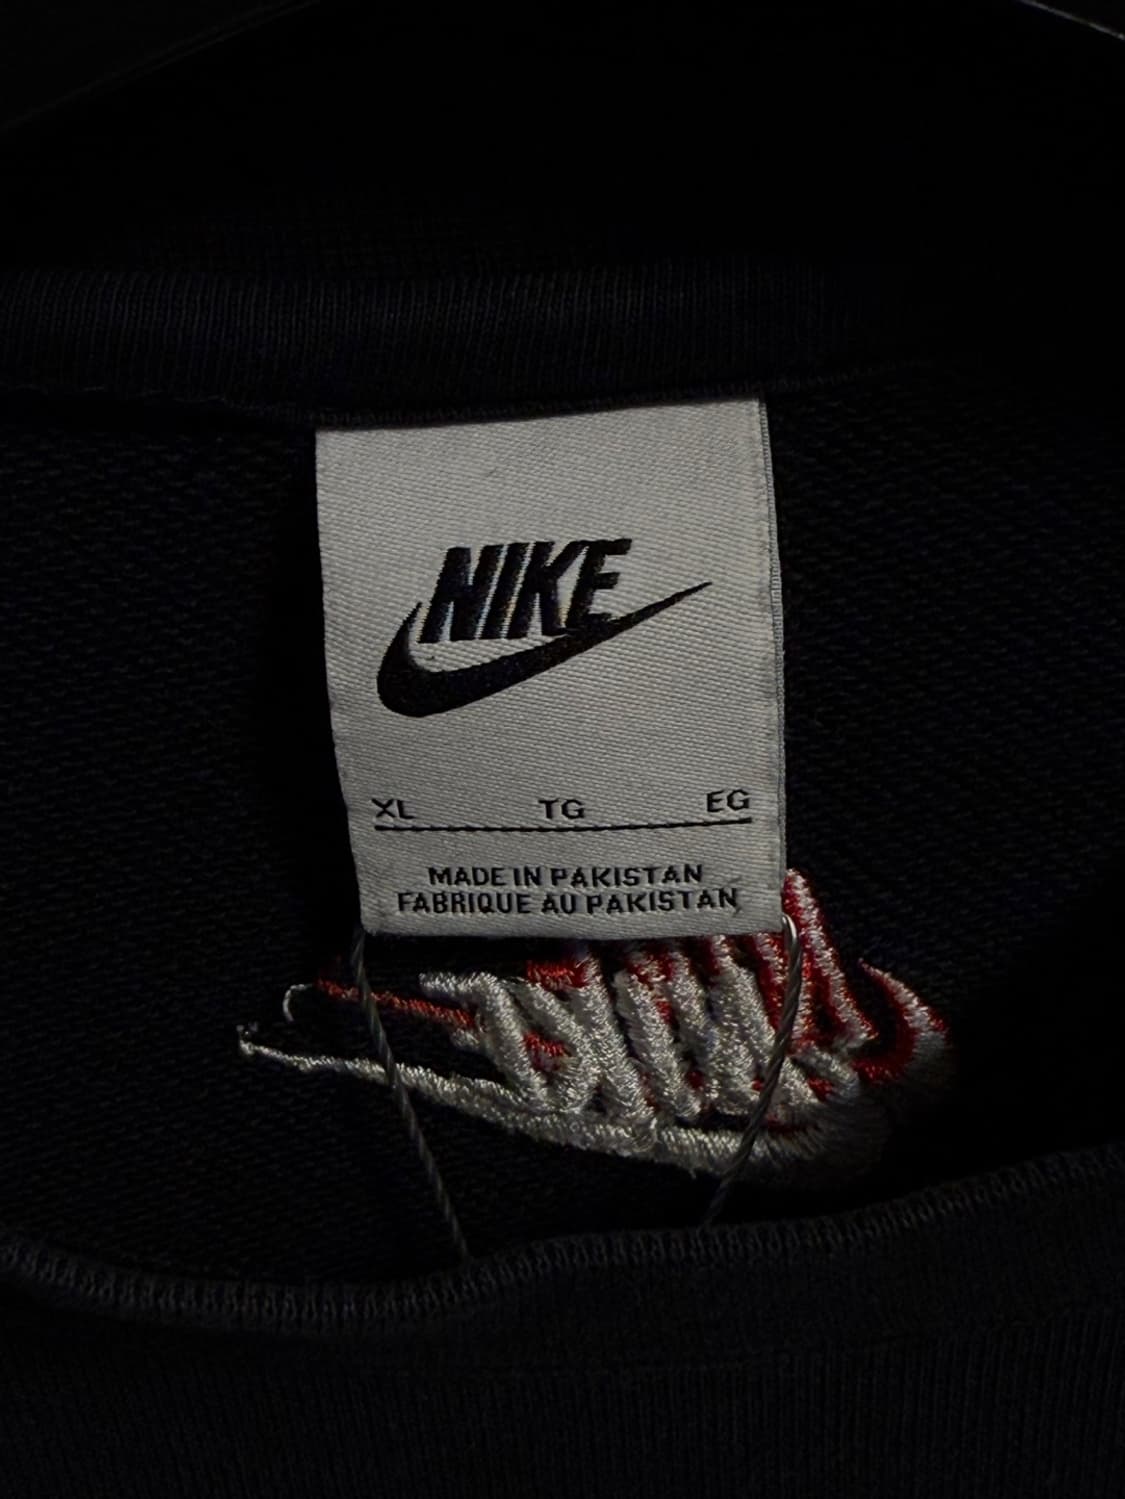 NIKE
XL TG EG
MADE IN PAKISTAN
FABRIQUE AU PAKISTAN